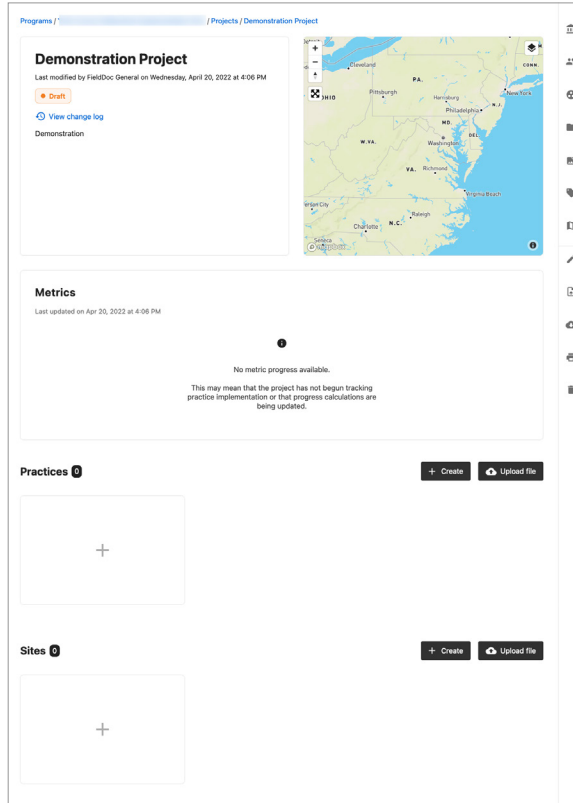 Programs / ' / Projects / Demonstration Project
Demonstration Project
Last modified by FieldDoc General on Wednesday, April 20, 2022 at 4:06 PM
Draft
View change log
Demonstration
Cleveland
CONN.
PA.
OHIO
Pittsburgh
Harrisburg
New York
Philadelphia
N.J.
MD.
DEL.
W.VA.
Washington
VA.
Richmond
Virginia Beach
Raleigh
Charlotte
N.C.
Seneca
Metrics
Last updated on Apr 20, 2022 at 4:06 PM
No metric progress available.
This may mean that the project has not begun tracking
practice implementation or that progress calculations are
being updated.
Practices 0
+ Create
Upload file
+
Sites 0
+ Create
Upload file
+